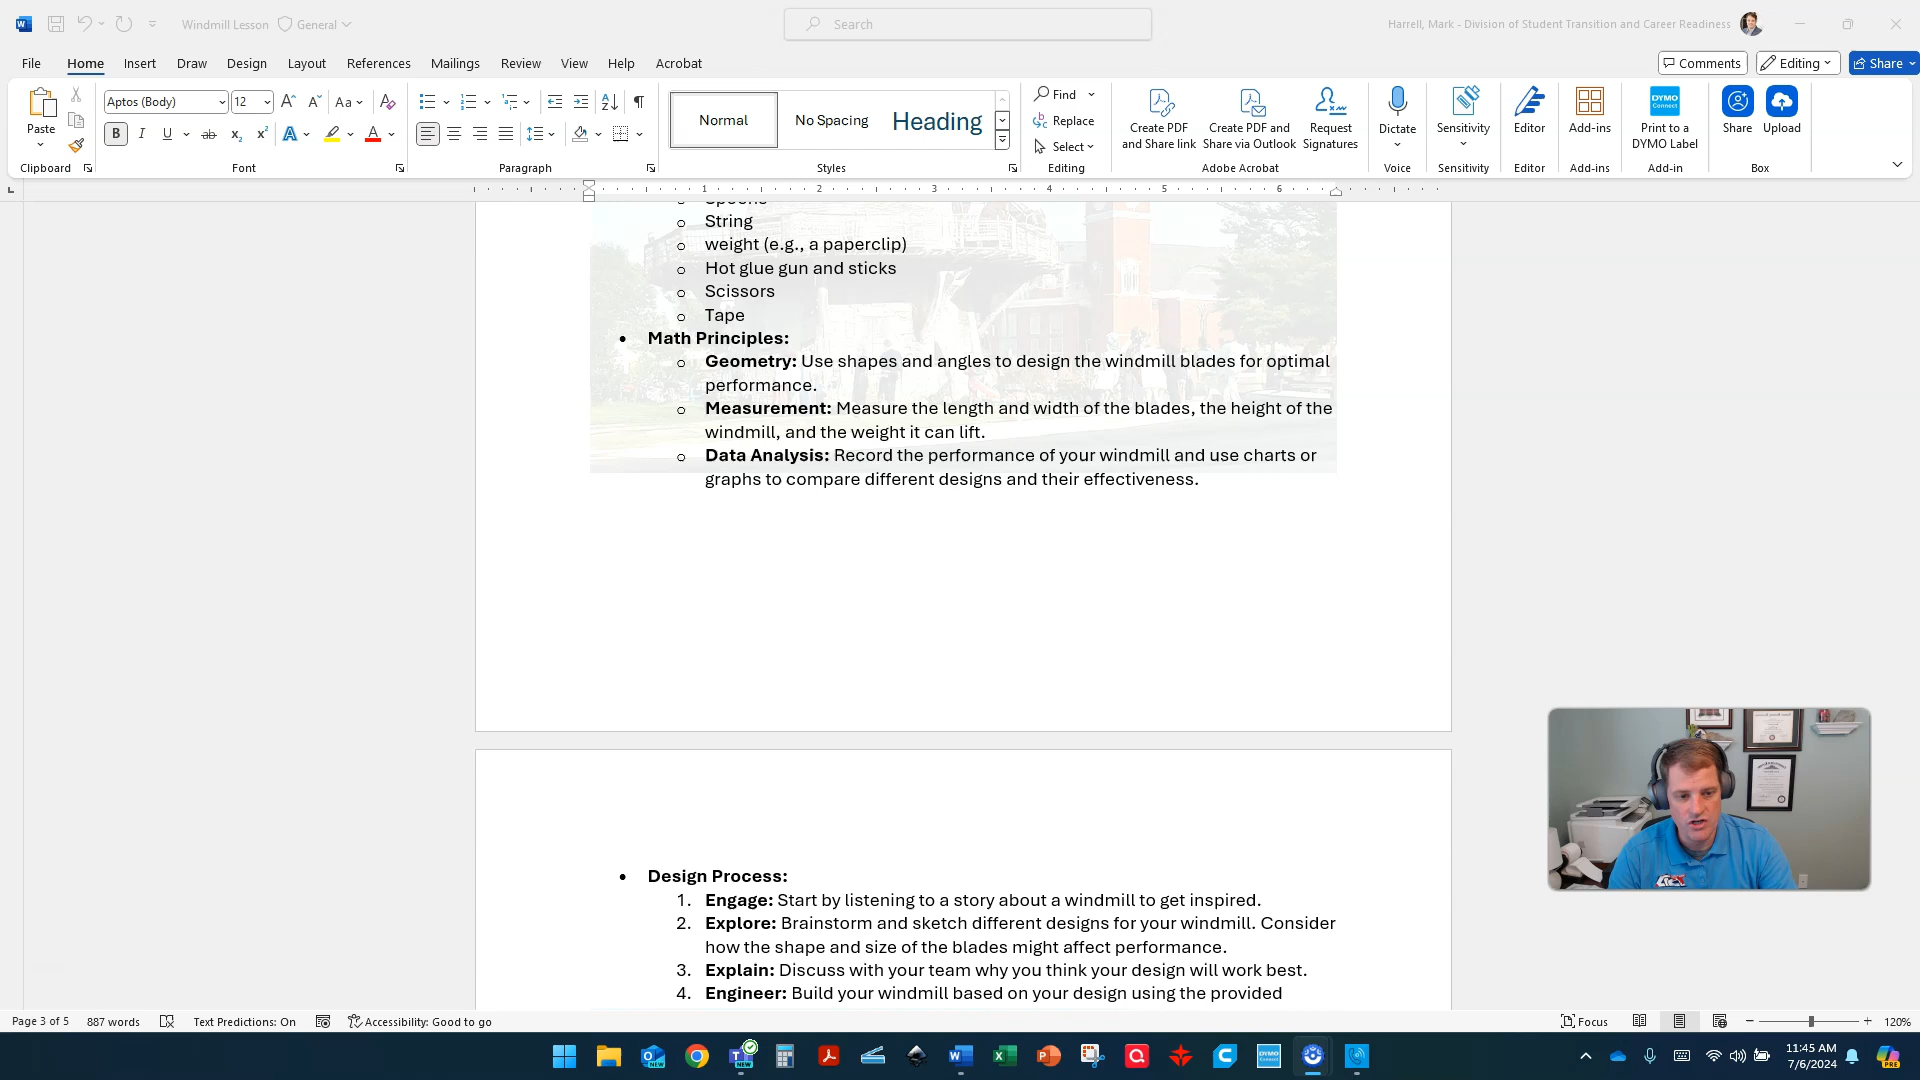 Windmill Lesson General
Search
Harrell, Mark - Division of Student Transition and Career Readiness
File Home Insert Draw Design Layout References Mailings Review View Help Acrobat
Comments Editing Share
Paste
Clipboard
Aptos (Body) 12
Font
Paragraph
Normal No Spacing Heading
Styles
Find
Replace
Select
Editing
Create PDF and Share link
Create PDF and Share via Outlook
Request Signatures
Adobe Acrobat
Dictate
Voice
Sensitivity
Sensitivity
Editor
Editor
Add-ins
Add-ins
DYMO Connect
Print to a DYMO Label
Add-in
Share Upload
Box
1 2 3 4 5 6
Spoons
String
weight (e.g., a paperclip)
Hot glue gun and sticks
Scissors
Tape
Math Principles:
Geometry: Use shapes and angles to design the windmill blades for optimal
performance.
Measurement: Measure the length and width of the blades, the height of the
windmill, and the weight it can lift.
Data Analysis: Record the performance of your windmill and use charts or
graphs to compare different designs and their effectiveness.
Design Process:
1. Engage: Start by listening to a story about a windmill to get inspired.
2. Explore: Brainstorm and sketch different designs for your windmill. Consider
how the shape and size of the blades might affect performance.
3. Explain: Discuss with your team why you think your design will work best.
4. Engineer: Build your windmill based on your design using the provided
Page 3 of 5 887 words Text Predictions: On Accessibility: Good to go
Focus 120%
11:45 AM
7/6/2024